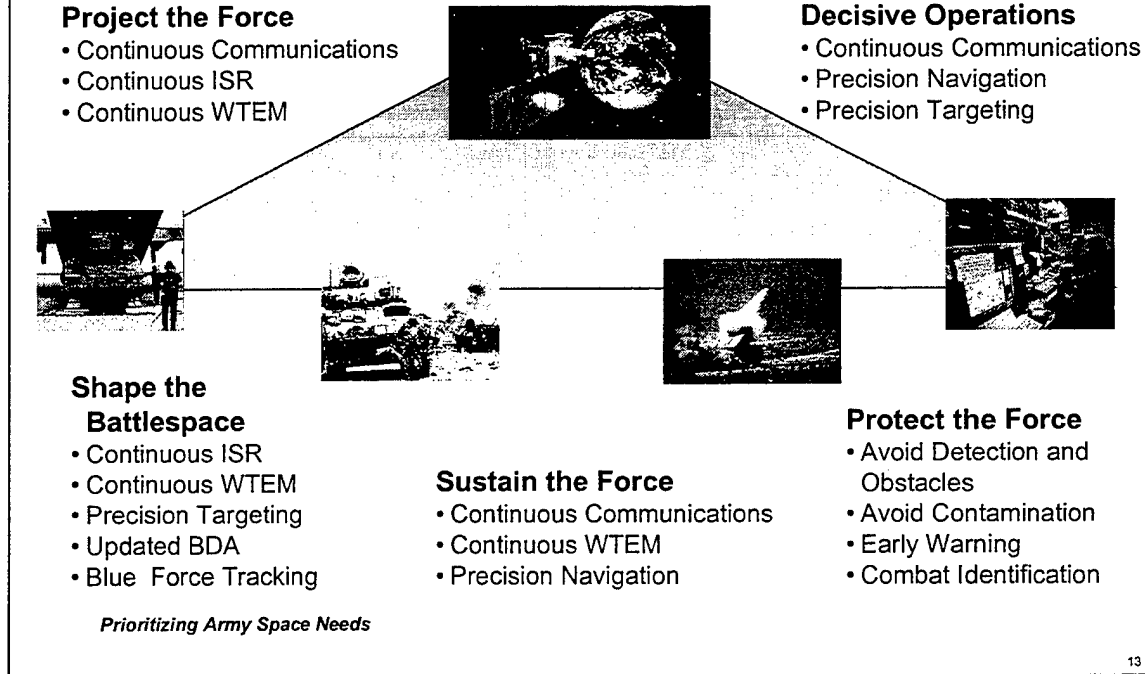 Project the Force
• Continuous Communications
• Continuous ISR
• Continuous WTEM
Decisive Operations
• Continuous Communications
• Precision Navigation
• Precision Targeting
Shape the
Battlespace
• Continuous ISR
• Continuous WTEM
• Precision Targeting
• Updated BDA
• Blue Force Tracking
Sustain the Force
• Continuous Communications
• Continuous WTEM
• Precision Navigation
Protect the Force
• Avoid Detection and
Obstacles
• Avoid Contamination
• Early Warning
• Combat Identification
Prioritizing Army Space Needs
13